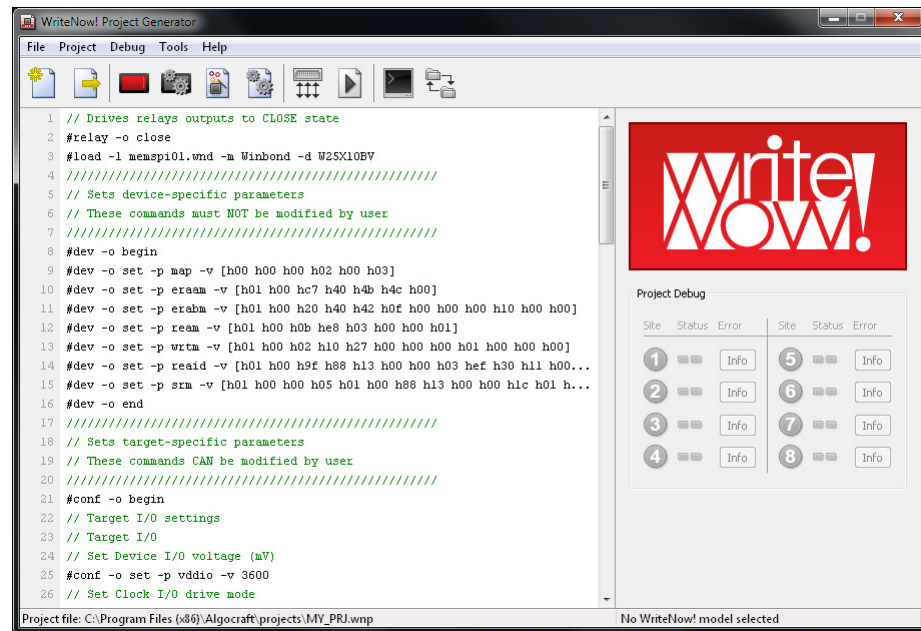 WriteNow! Project Generator
File Project Debug Tools Help
1 // Drives relays outputs to CLOSE state
2 #relay -o close
3 #load -l memspi01.wnd -m Winbond -d W25X10BV
4 /////////////////////////////////////////////////////
5 // Sets device-specific parameters
6 // These commands must NOT be modified by user
7 /////////////////////////////////////////////////////
8 #dev -o begin
9 #dev -o set -p map -v [h00 h00 h00 h02 h00 h03]
10 #dev -o set -p eraam -v [h01 h00 hc7 h40 h4b h4c h00]
11 #dev -o set -p erabm -v [h01 h00 h20 h40 h42 h0f h00 h00 h00 h10 h00 h00]
12 #dev -o set -p ream -v [h01 h00 h0b he8 h03 h00 h00 h01]
13 #dev -o set -p wrtm -v [h01 h00 h02 h10 h27 h00 h00 h00 h01 h00 h00 h00]
14 #dev -o set -p reaid -v [h01 h00 h9f h88 h13 h00 h00 h03 hef h30 h11 h00...
15 #dev -o set -p srm -v [h01 h00 h00 h05 h01 h00 h88 h13 h00 h00 h1c h01 h...
16 #dev -o end
17 /////////////////////////////////////////////////////
18 // Sets target-specific parameters
19 // These commands CAN be modified by user
20 /////////////////////////////////////////////////////
21 #conf -o begin
22 // Target I/O settings
23 // Target I/O
24 // Set Device I/O voltage (mV)
25 #conf -o set -p vddio -v 3600
26 // Set Clock I/O drive mode
Write
Now!
Project Debug
Site Status Error Site Status Error
1 Info 5 Info
2 Info 6 Info
3 Info 7 Info
4 Info 8 Info
Project file: C:\Program Files (x86)\Algocraft\projects\MY_PRJ.wnp No WriteNow! model selected